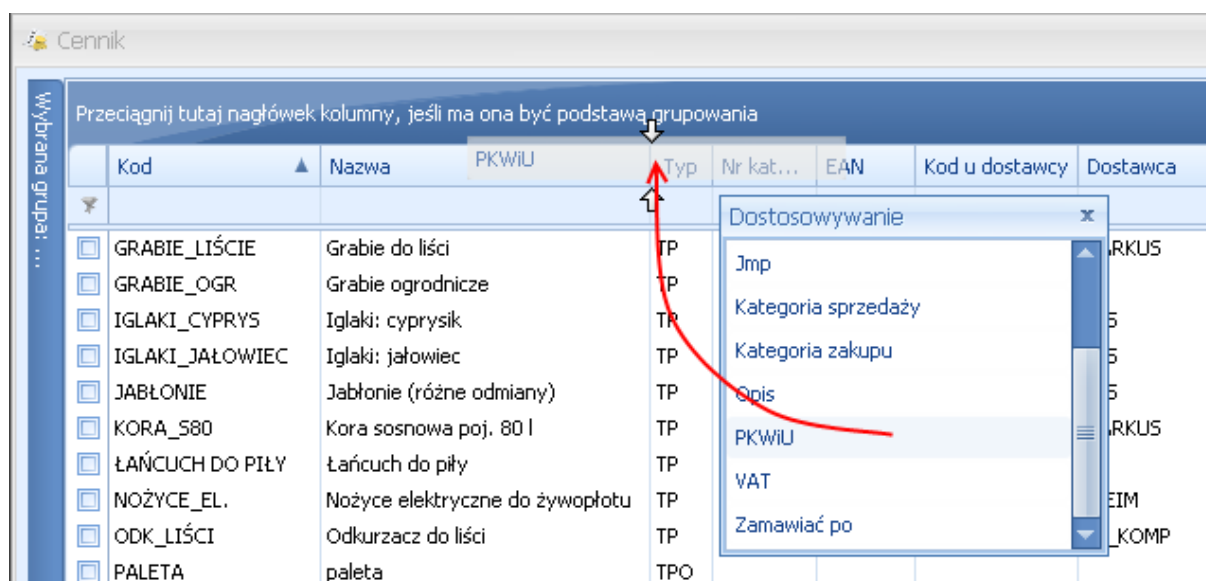 Cennik
Wybrana grupa: ...
Przeciągnij tutaj nagłówek kolumny, jeśli ma ona być podstawą grupowania
Kod Nazwa PKWiU Typ Nr kat... EAN Kod u dostawcy Dostawca
Dostosowywanie x
Jmp
Kategoria sprzedaży
Kategoria zakupu
Opis
PKWiU
VAT
Zamawiać po
GRABIE_LIŚCIE Grabie do liści TP RKUS
GRABIE_OGR Grabie ogrodnicze TP
IGLAKI_CYPRYS Iglaki: cyprysik TP
IGLAKI_JAŁOWIEC Iglaki: jałowiec TP
JABŁONIE Jabłonie (różne odmiany) TP
KORA_S80 Kora sosnowa poj. 80 l TP RKUS
ŁAŃCUCH DO PIŁY Łańcuch do piły TP
NOŻYCE_EL. Nożyce elektryczne do żywopłotu TP EIM
ODK_LIŚCI Odkurzacz do liści TP _KOMP
PALETA paleta TPO